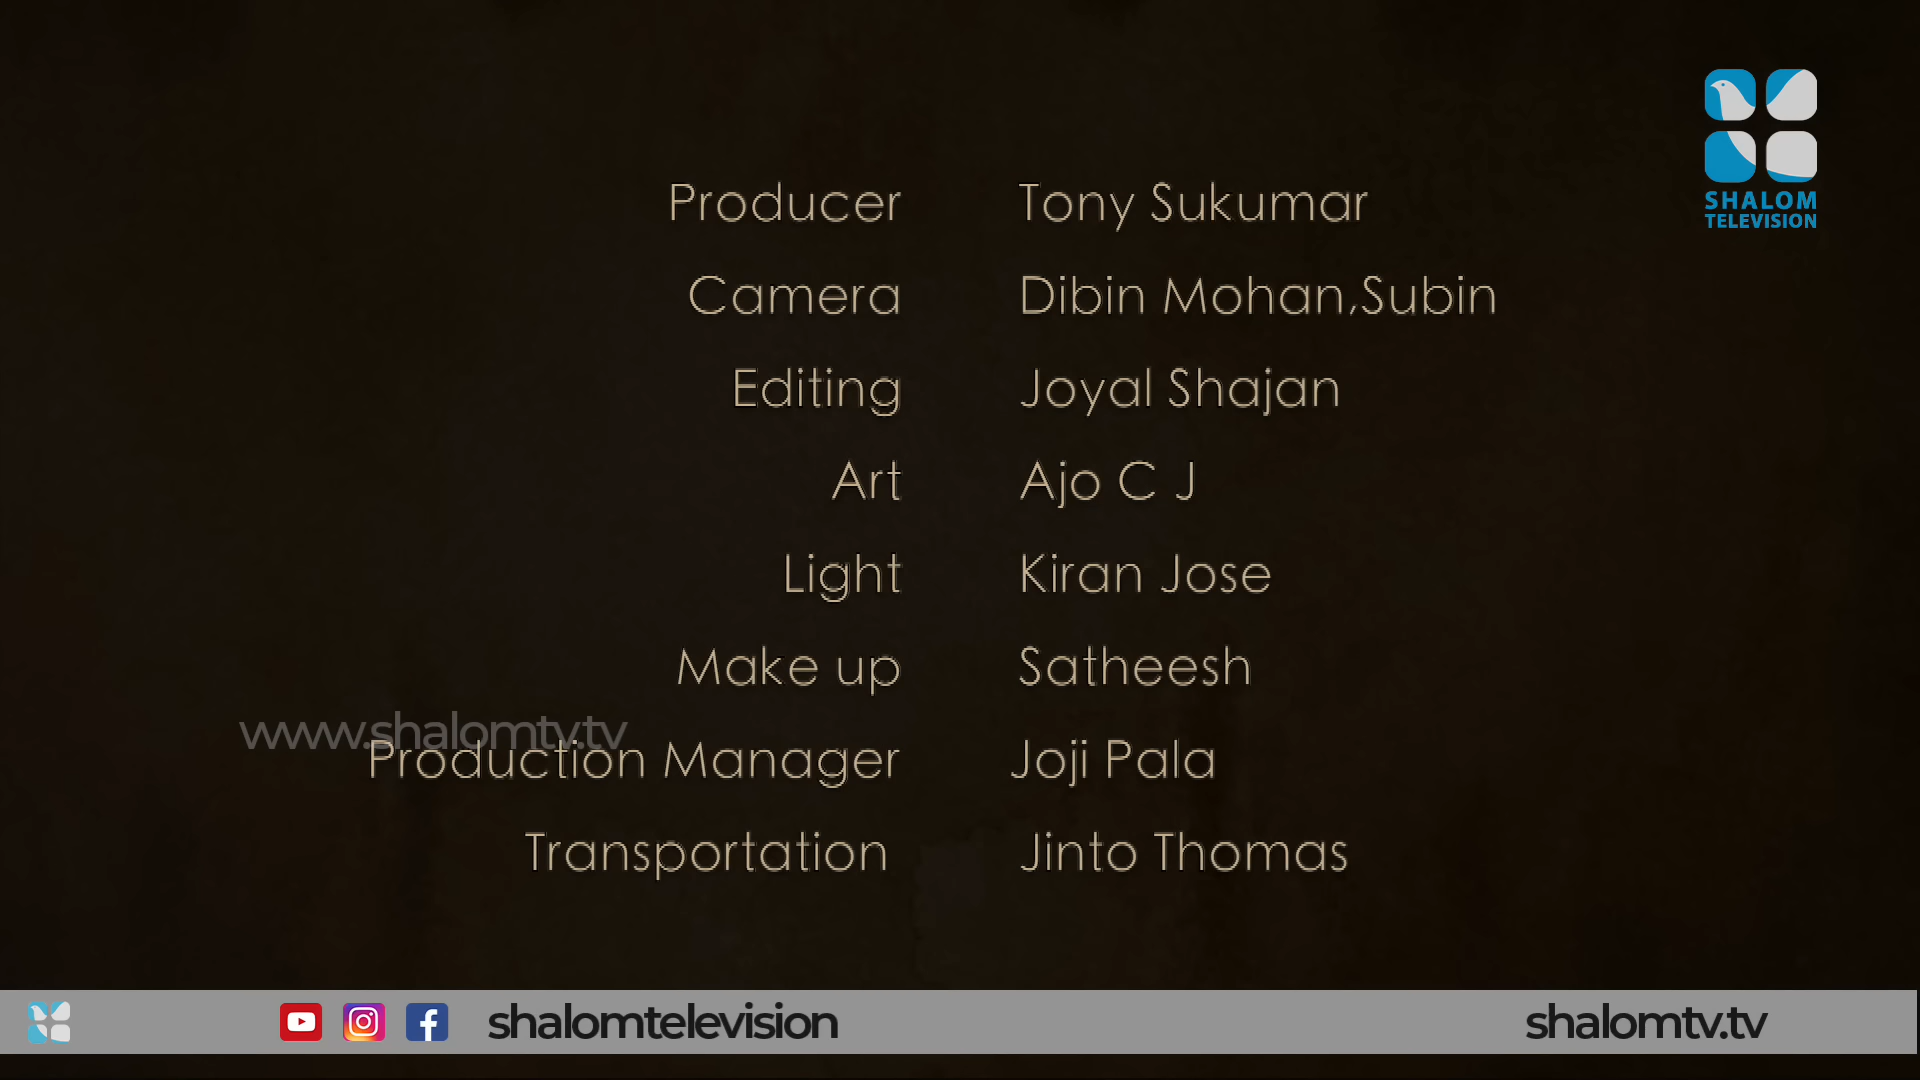 SHALOM
TELEVISION
Producer Tony Sukumar
Camera Dibin Mohan,Subin
Editing Joyal Shajan
Art Ajo C J
Light Kiran Jose
Make up Satheesh
www.shalomtv.tv
Production Manager Joji Pala
Transportation Jinto Thomas
shalomtelevision shalomtv.tv